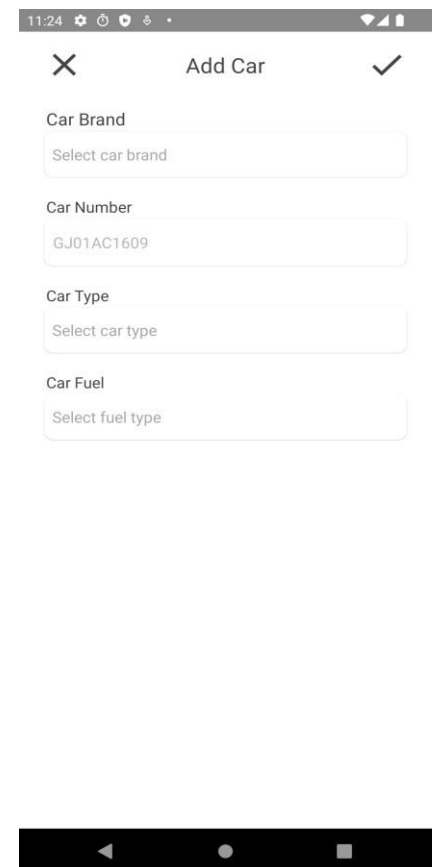 11:24
Add Car
Car Brand
Select car brand
Car Number
GJ01AC1609
Car Type
Select car type
Car Fuel
Select fuel type